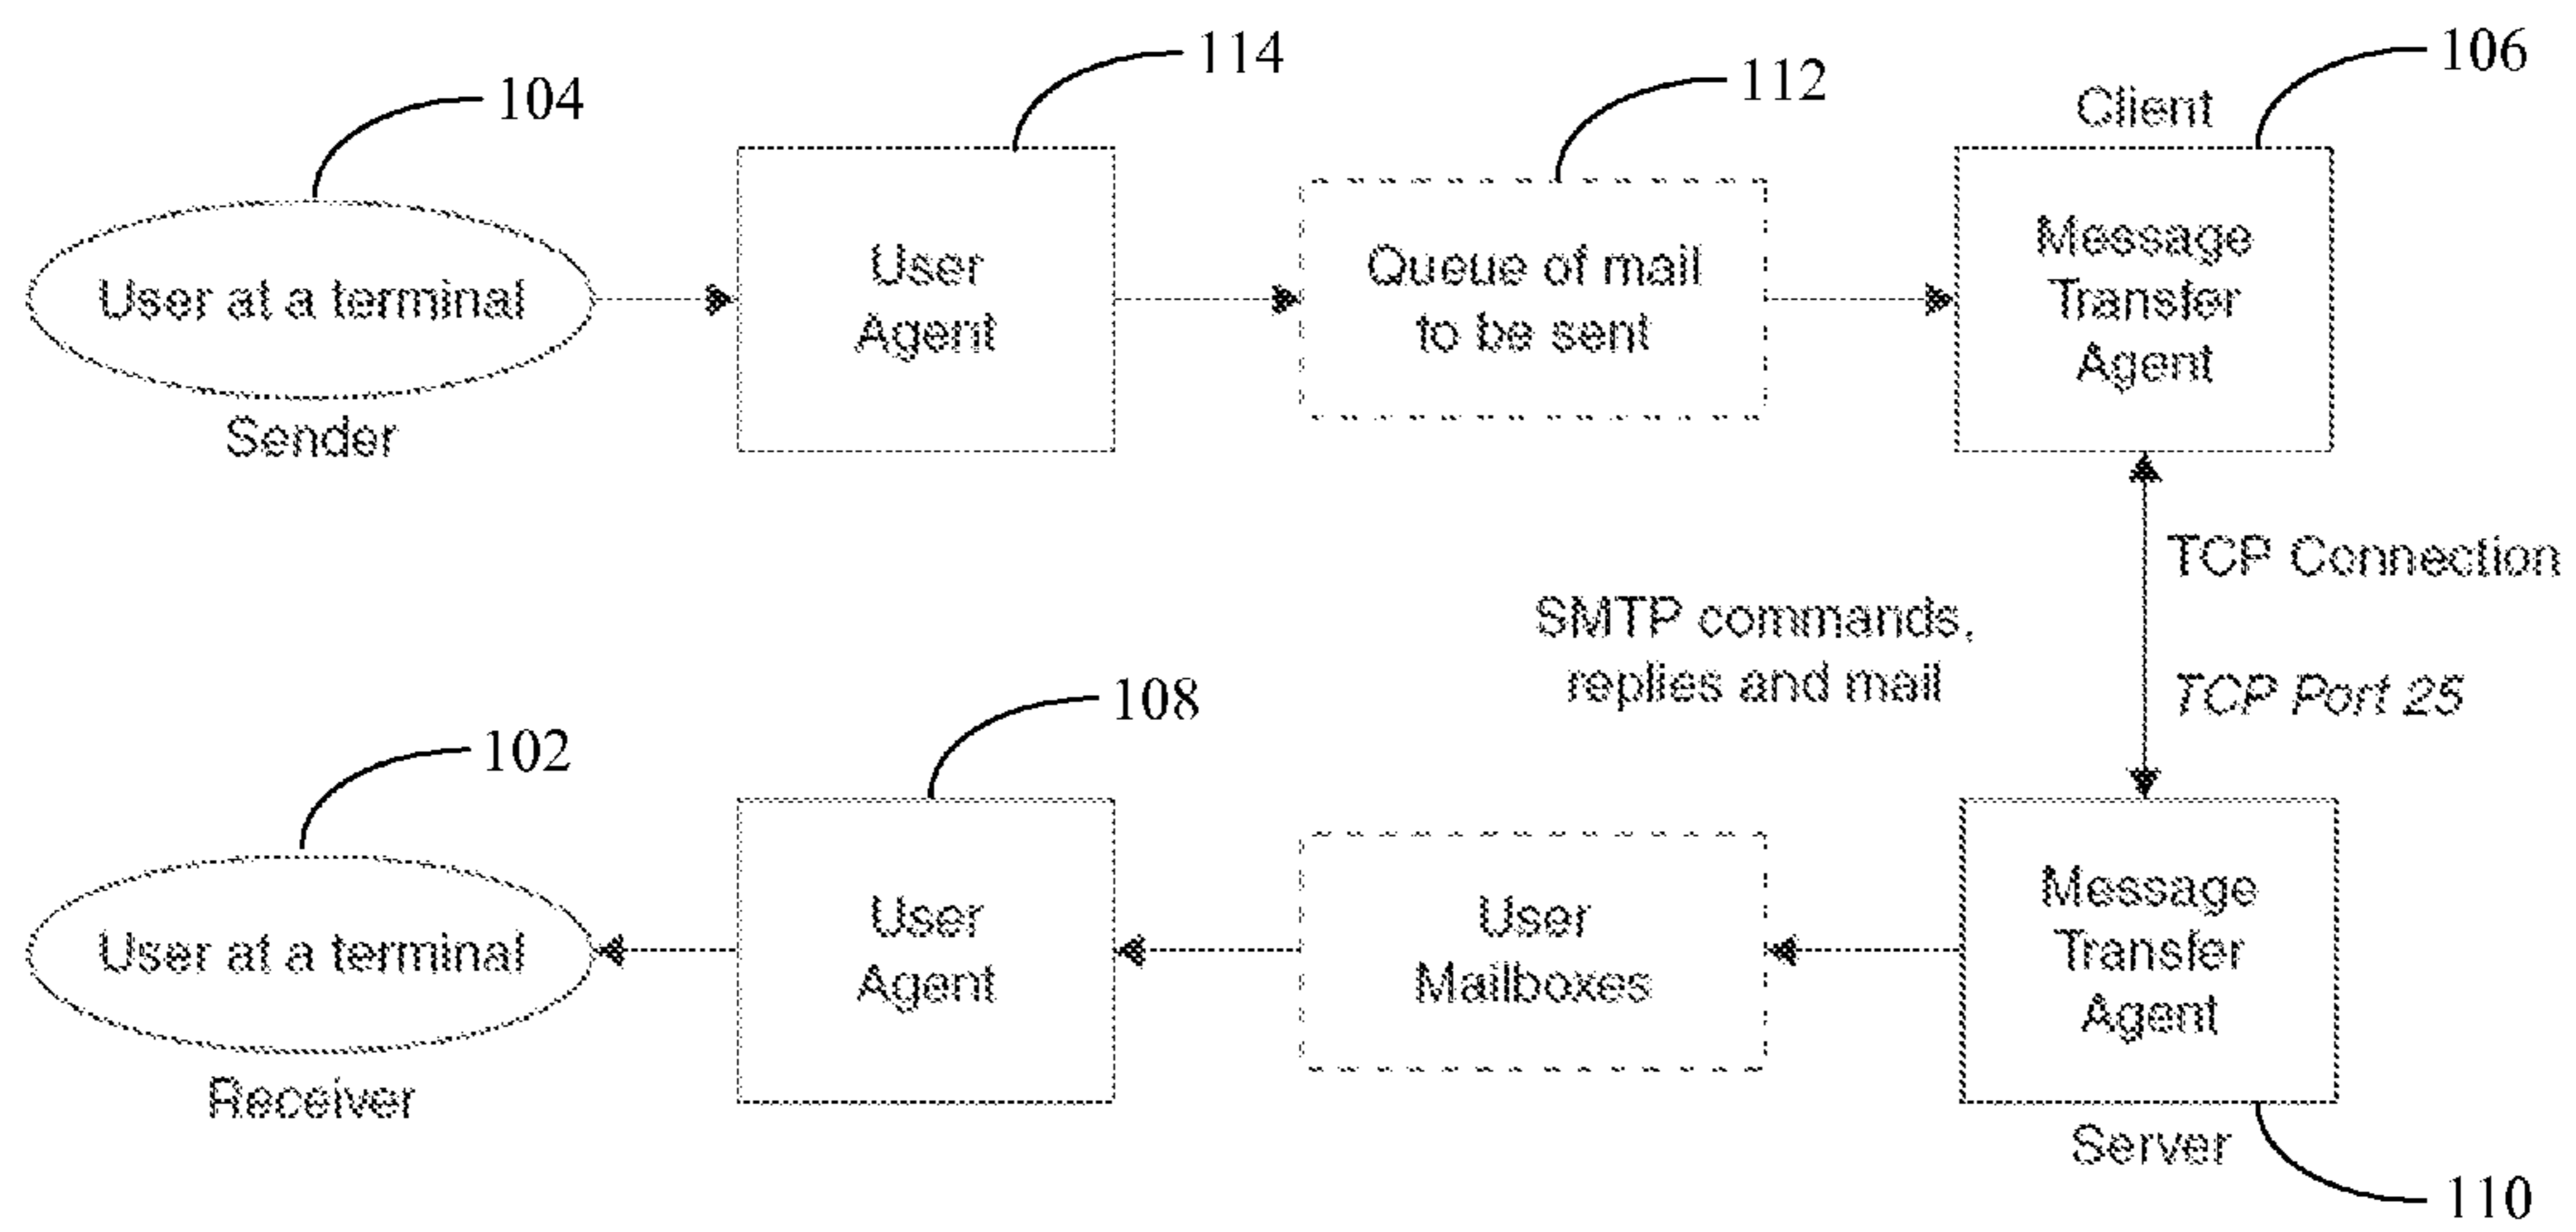 104
114
112
106
Client
User at a terminal
Sender
User
Agent
Queue of mail
to be sent
Message
Transfer
Agent
TCP Connection
SMTP commands,
replies and mail
TCP Port 25
102
108
User at a terminal
Receiver
User
Agent
User
Mailboxes
Message
Transfer
Agent
Server
110